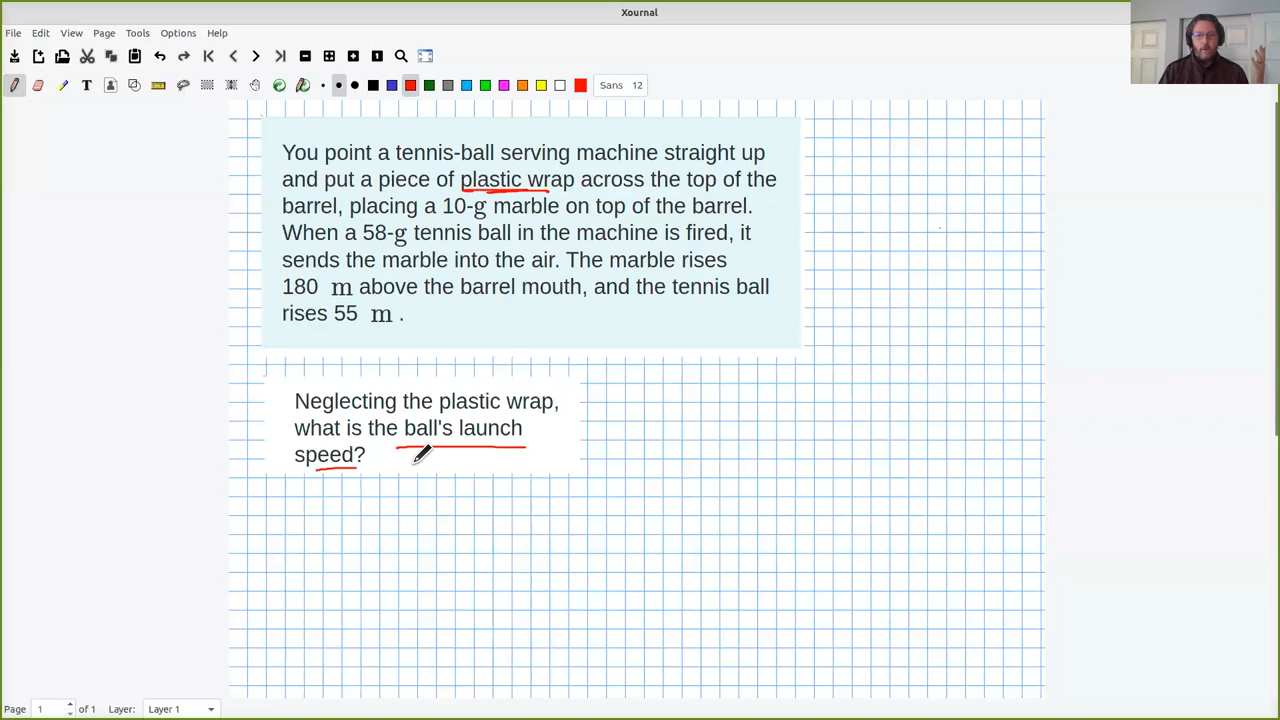 Xournal
File Edit View Page Tools Options Help
Sans 12
You point a tennis-ball serving machine straight up
and put a piece of plastic wrap across the top of the
barrel, placing a 10-g marble on top of the barrel.
When a 58-g tennis ball in the machine is fired, it
sends the marble into the air. The marble rises
180 m above the barrel mouth, and the tennis ball
rises 55 m .
Neglecting the plastic wrap,
what is the ball's launch
speed?
Page 1 of 1 Layer: Layer 1